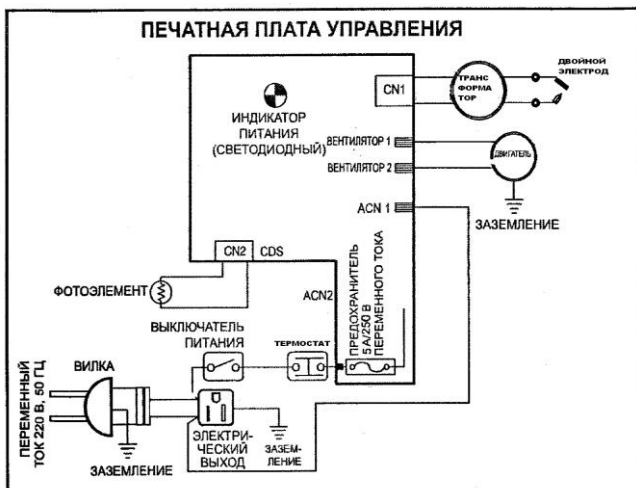 ПЕЧАТНАЯ ПЛАТА УПРАВЛЕНИЯ
ДВОЙНОЙ
ЭЛЕКТРОД
ТРАНС
ФОРМА
ТОР
CN1
ИНДИКАТОР
ПИТАНИЯ
(СВЕТОДИОДНЫЙ)
ВЕНТИЛЯТОР 1
ВЕНТИЛЯТОР 2
ДВИГАТЕЛЬ
ACN 1
ЗАЗЕМЛЕНИЕ
CN2
CDS
ФОТОЭЛЕМЕНТ
ACN2
ПРЕДОХРАНИТЕЛЬ
5 А/250 В
ПЕРЕМЕННОГО ТОКА
ВЫКЛЮЧАТЕЛЬ
ПИТАНИЯ
ТЕРМОСТАТ
ВИЛКА
ПЕРЕМЕННЫЙ
ТОК 220 В, 50 ГЦ
ЗАЗЕМЛЕНИЕ
ЭЛЕКТРИ-
ЧЕСКИЙ
ВЫХОД
ЗАЗЕМ-
ЛЕНИЕ